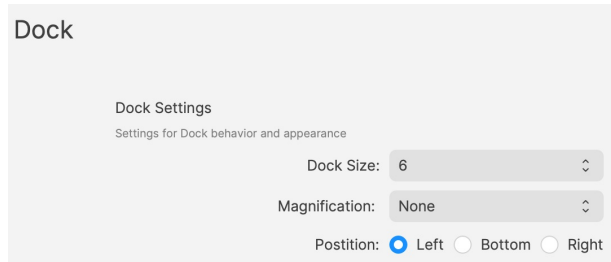 Dock
Dock Settings
Settings for Dock behavior and appearance
Dock Size: 6
Magnification: None
Postition: Left Bottom Right